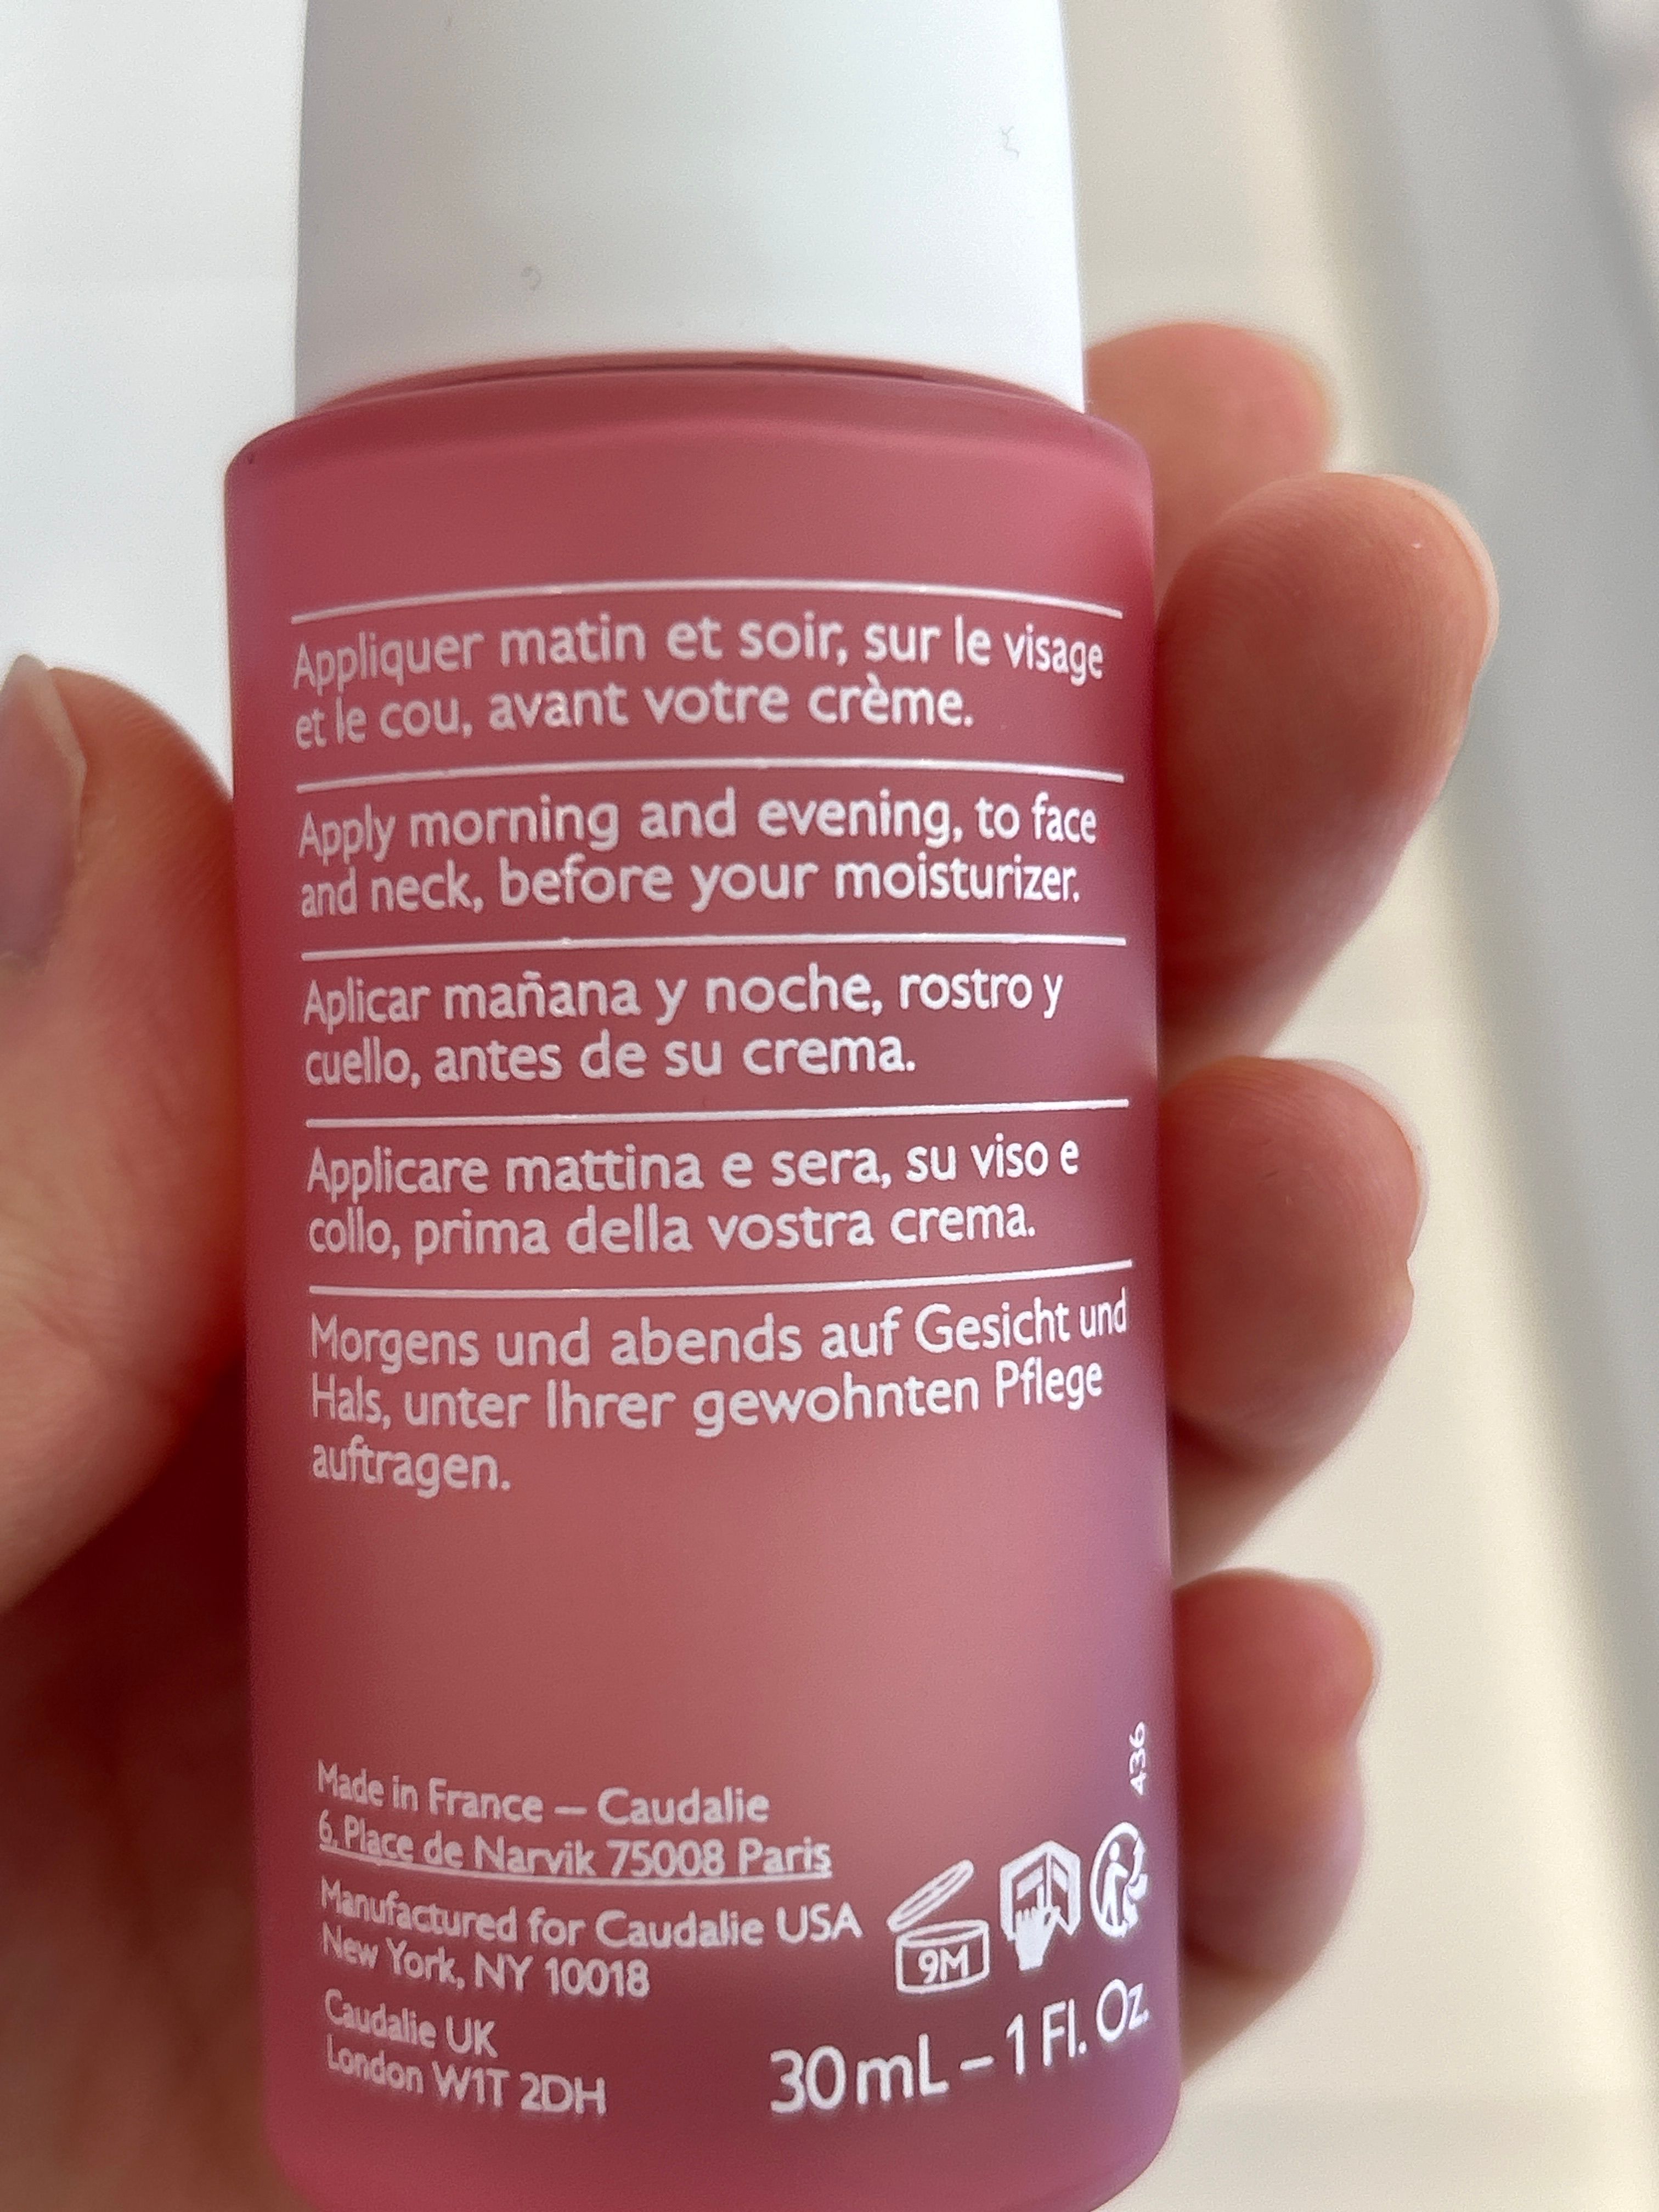 Appliquer matin et soir, sur le visage
et le cou, avant votre crème.
Apply morning and evening, to face
and neck, before your moisturizer.
Aplicar mañana y noche, rostro y
cuello, antes de su crema.
Applicare mattina e sera, su viso e
collo, prima della vostra crema.
Morgens und abends auf Gesicht und
Hals, unter Ihrer gewohnten Pflege
auftragen.
Made in France – Caudalie
6, Place de Narvik 75008 Paris
Manufactured for Caudalie USA
New York, NY 10018
Caudalie UK
London W1T 2DH
436
9M
30 mL – 1 Fl. Oz.